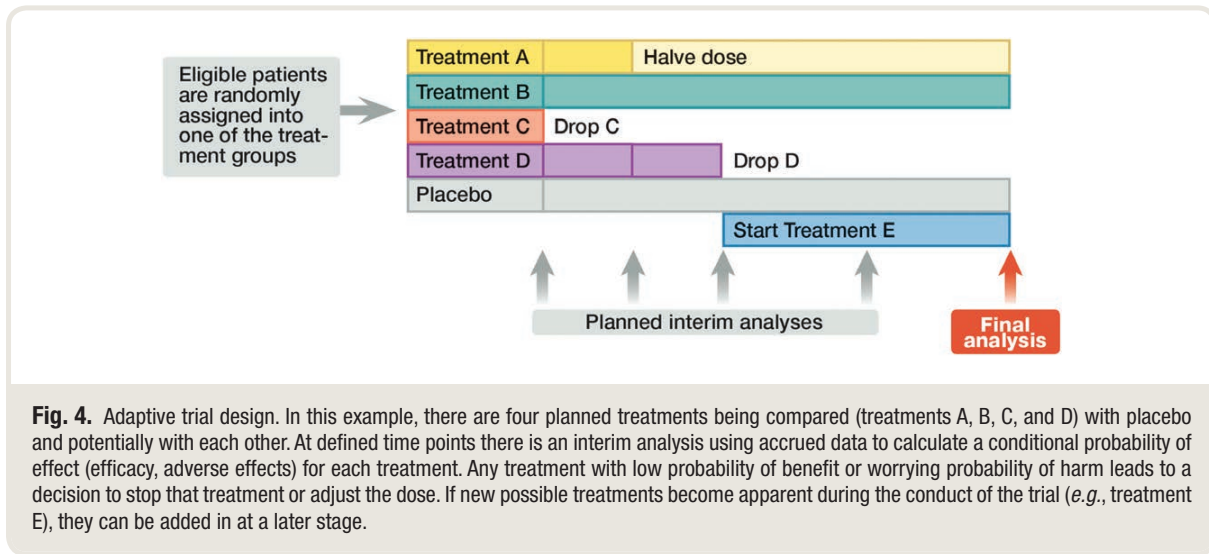 Eligible patients
are randomly
assigned into
one of the treat-
ment groups
Treatment A
Halve dose
Treatment B
Treatment C
Drop C
Treatment D
Drop D
Placebo
Start Treatment E
Planned interim analyses
Final
analysis
Fig. 4. Adaptive trial design. In this example, there are four planned treatments being compared (treatments A, B, C, and D) with placebo
and potentially with each other. At defined time points there is an interim analysis using accrued data to calculate a conditional probability of
effect (efficacy, adverse effects) for each treatment. Any treatment with low probability of benefit or worrying probability of harm leads to a
decision to stop that treatment or adjust the dose. If new possible treatments become apparent during the conduct of the trial (e.g., treatment
E), they can be added in at a later stage.